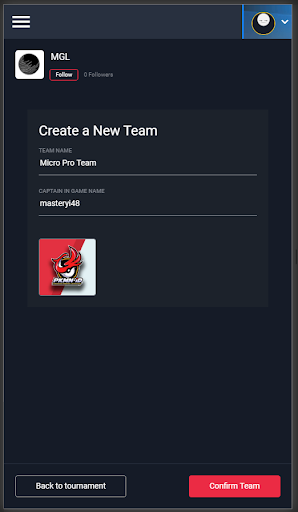 MGL
Follow
0 Followers
Create a New Team
TEAM NAME
Micro Pro Team
CAPTAIN IN GAME NAME
masteryi48
Back to tournament
Confirm Team